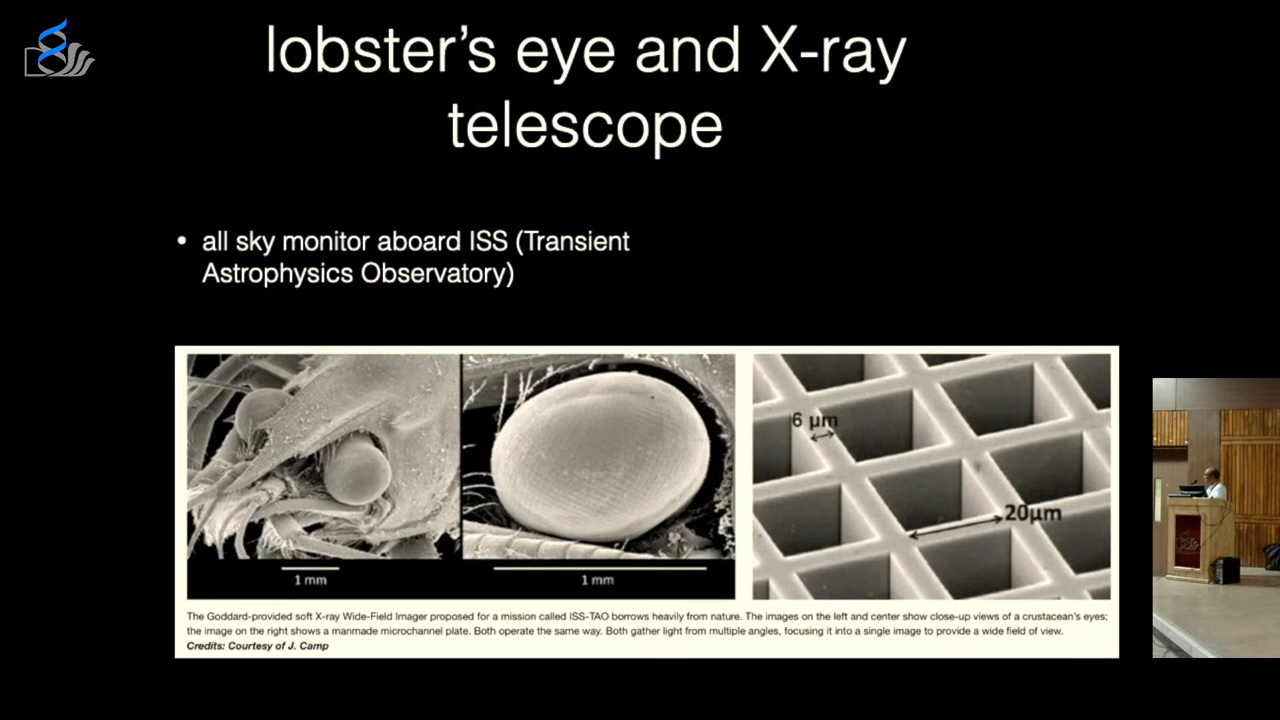 lobster's eye and X-ray
telescope
• all sky monitor aboard ISS (Transient
Astrophysics Observatory)
6 μm
20μm
1 mm
1 mm
The Goddard-provided soft X-ray Wide-Field Imager proposed for a mission called ISS-TAO borrows heavily from nature. The images on the left and center show close-up views of a crustacean's eyes;
the image on the right shows a manmade microchannel plate. Both operate the same way. Both gather light from multiple angles, focusing it into a single image to provide a wide field of view.
Credits: Courtesy of J. Camp